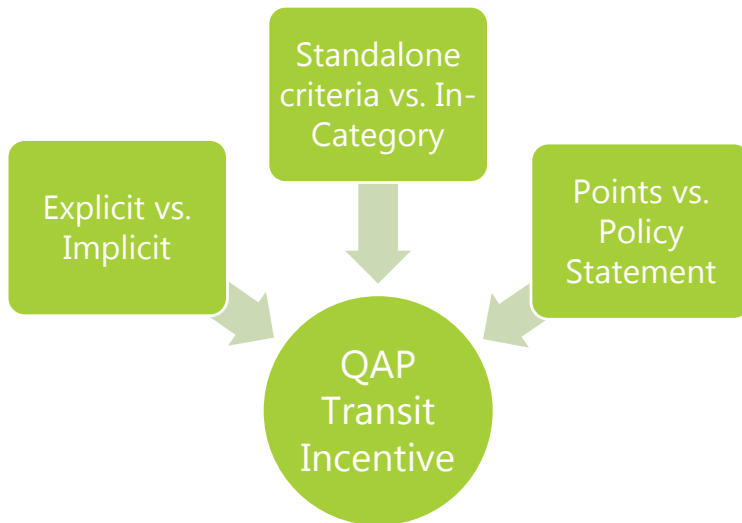 Standalone
criteria vs. In-
Category
Explicit vs.
Implicit
Points vs.
Policy
Statement
QAP
Transit
Incentive